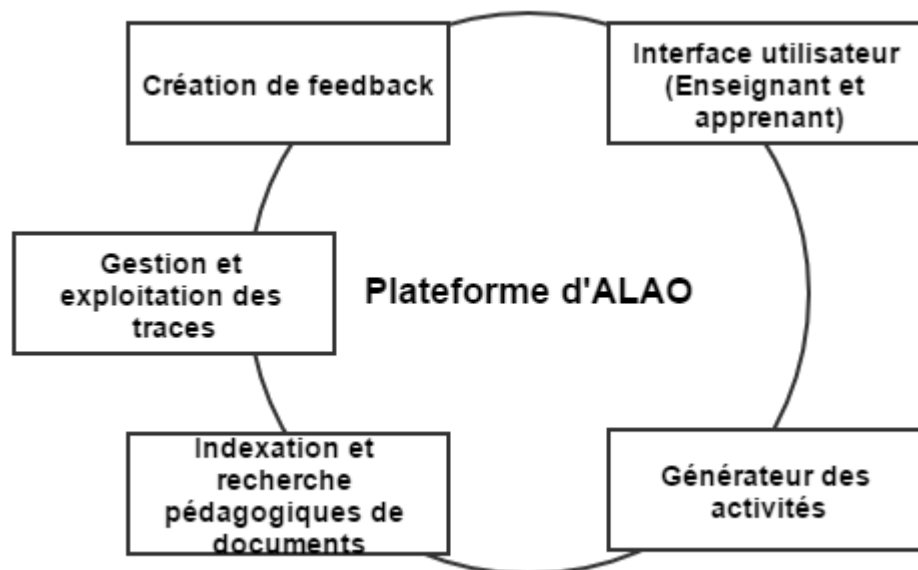 Création de feedback
Interface utilisateur
(Enseignant et
apprenant)
Gestion et
exploitation des
traces
Plateforme d'ALAO
Indexation et
recherche
pédagogiques de
documents
Générateur des
activités